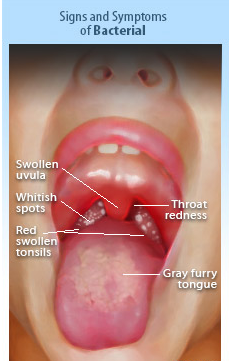 Signs and Symptoms
of Bacterial
Swollen
uvula
Whitish
spots
Red
swollen
tonsils
Throat
redness
Gray furry
tongue